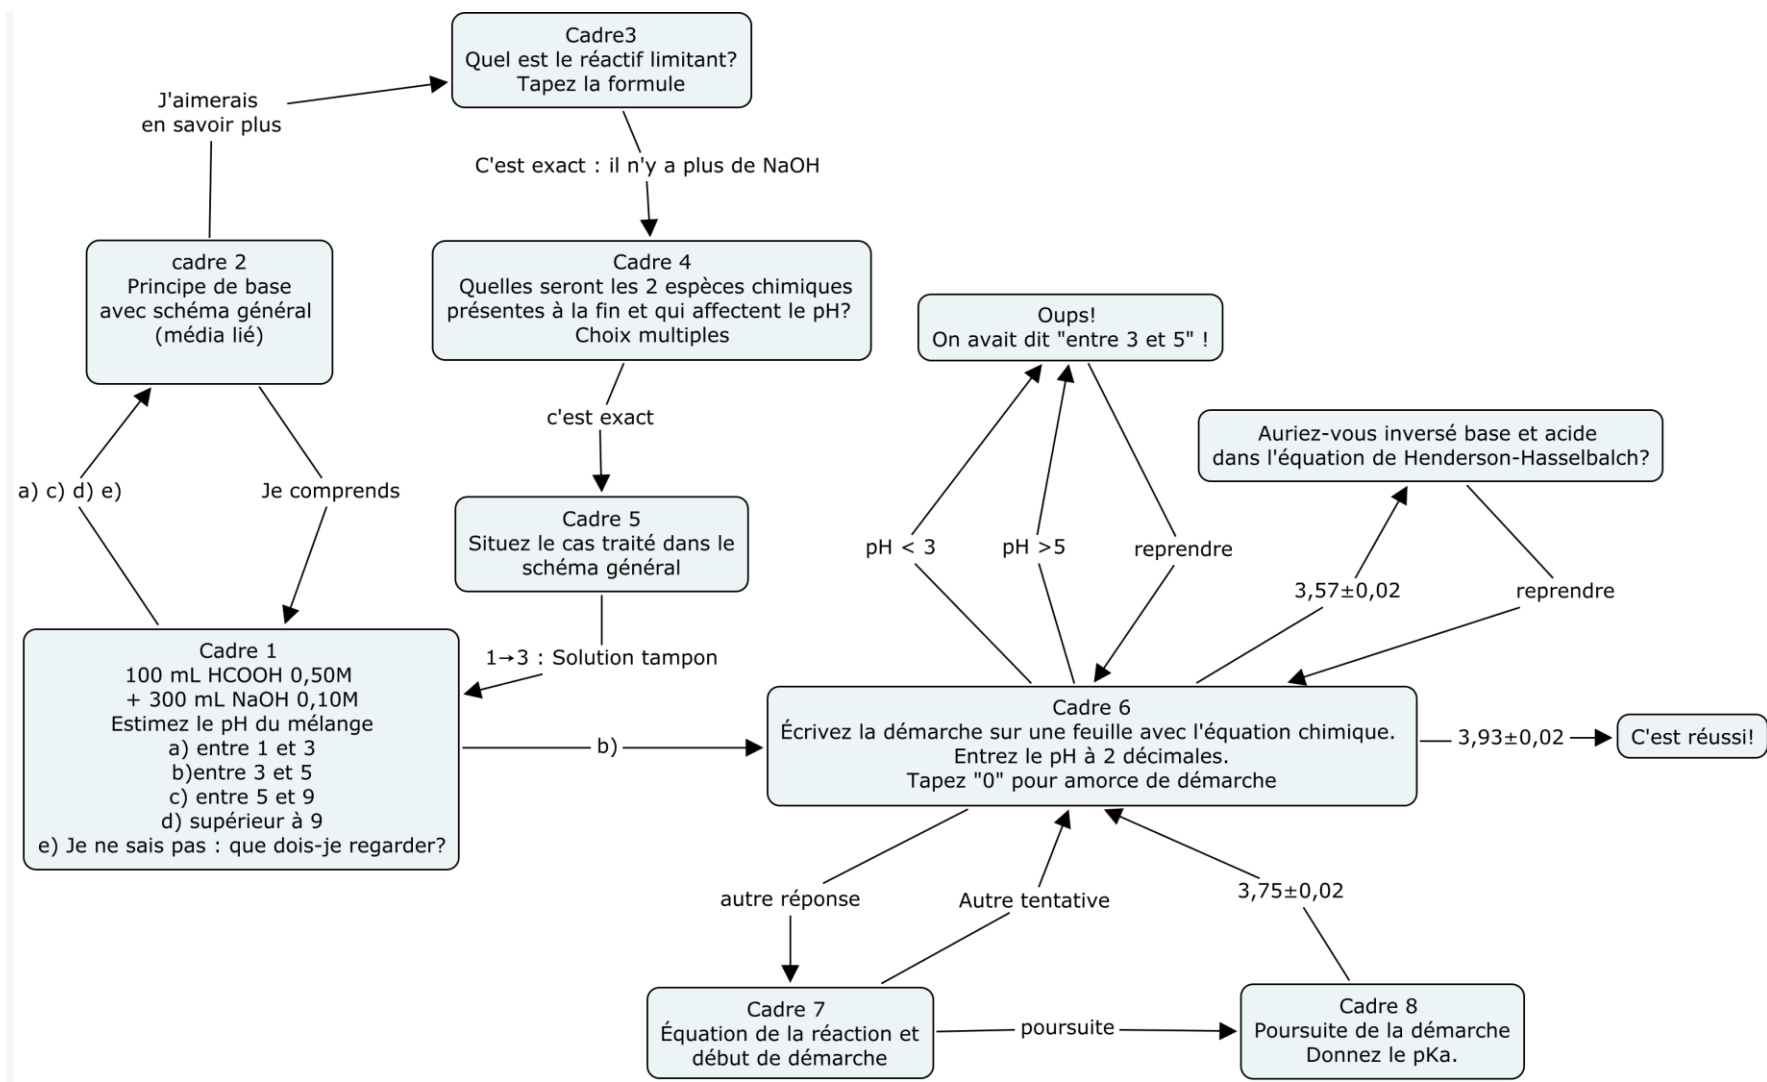 Cadre3
Quel est le réactif limitant?
Tapez la formule
J'aimerais
en savoir plus
C'est exact : il n'y a plus de NaOH
cadre 2
Principe de base
avec schéma général
(média lié)
Cadre 4
Quelles seront les 2 espèces chimiques
présentes à la fin et qui affectent le pH?
Choix multiples
Oups!
On avait dit "entre 3 et 5" !
c'est exact
Auriez-vous inversé base et acide
dans l'équation de Henderson-Hasselbalch?
a) c) d) e)
Je comprends
Cadre 5
Situez le cas traité dans le
schéma général
pH < 3
pH >5
reprendre
3,57±0,02
reprendre
1→3 : Solution tampon
Cadre 1
100 mL HCOOH 0,50M
+ 300 mL NaOH 0,10M
Estimez le pH du mélange
a) entre 1 et 3
b)entre 3 et 5
c) entre 5 et 9
d) supérieur à 9
e) Je ne sais pas : que dois-je regarder?
b)
Cadre 6
Écrivez la démarche sur une feuille avec l'équation chimique.
Entrez le pH à 2 décimales.
Tapez "0" pour amorce de démarche
3,93±0,02
C'est réussi!
autre réponse
Autre tentative
3,75±0,02
Cadre 7
Équation de la réaction et
début de démarche
poursuite
Cadre 8
Poursuite de la démarche
Donnez le pKa.